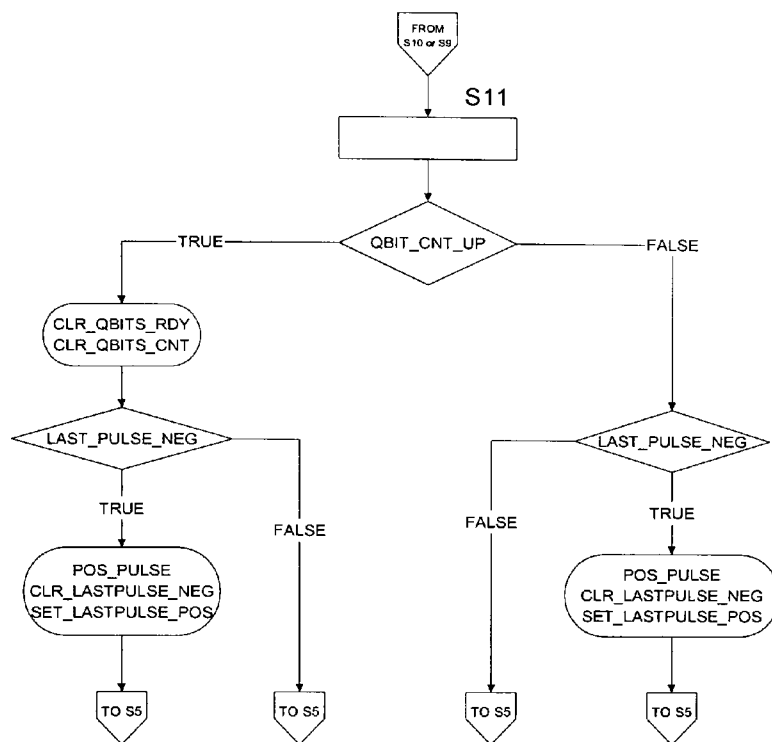 FROM
S10 or S9
S11
QBIT_CNT_UP
TRUE
FALSE
CLR_QBITS_RDY
CLR_QBITS_CNT
LAST_PULSE_NEG
LAST_PULSE_NEG
TRUE
FALSE
FALSE
TRUE
POS_PULSE
CLR_LASTPULSE_NEG
SET_LASTPULSE_POS
POS_PULSE
CLR_LASTPULSE_NEG
SET_LASTPULSE_POS
TO S5
TO S5
TO S5
TO S5